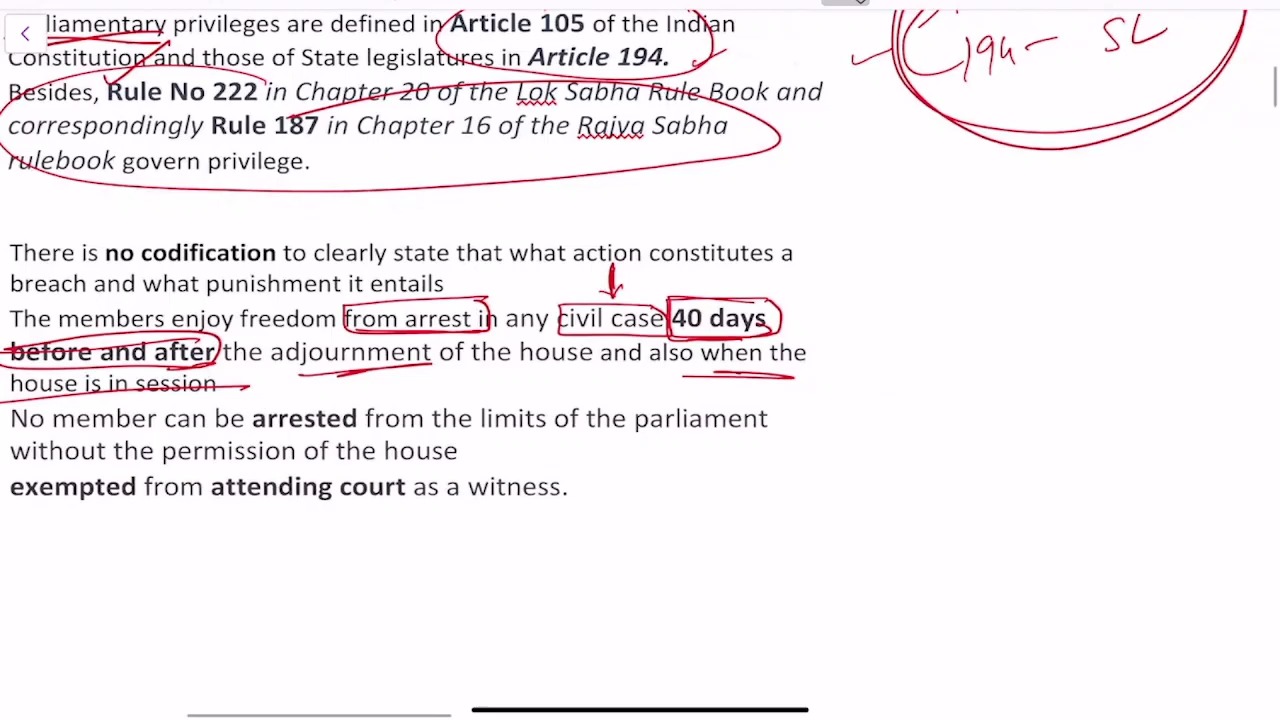 liamentary privileges are defined in Article 105 of the Indian
Constitution and those of State legislatures in Article 194.
194- SL
Besides, Rule No 222 in Chapter 20 of the Lok Sabha Rule Book and
correspondingly Rule 187 in Chapter 16 of the Rajya Sabha
rulebook govern privilege.
There is no codification to clearly state that what action constitutes a
breach and what punishment it entails
The members enjoy freedom from arrest in any civil case 40 days
before and after the adjournment of the house and also when the
house is in session
No member can be arrested from the limits of the parliament
without the permission of the house
exempted from attending court as a witness.